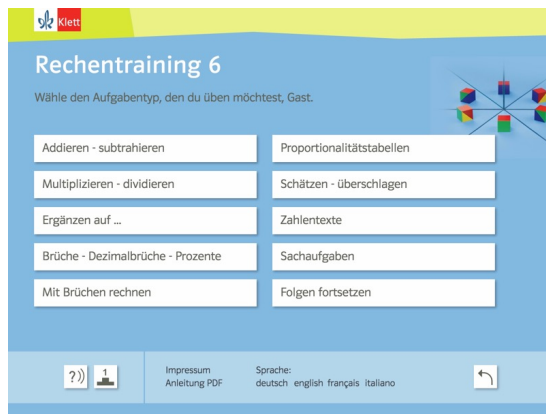 Klett
Rechentraining 6
Wähle den Aufgabentyp, den du üben möchtest, Gast.
Addieren - subtrahieren
Multiplizieren - dividieren
Ergänzen auf ...
Brüche - Dezimalbrüche - Prozente
Mit Brüchen rechnen
Proportionalitätstabellen
Schätzen - überschlagen
Zahlentexte
Sachaufgaben
Folgen fortsetzen
?))
1
Impressum
Anleitung PDF
Sprache:
deutsch english français italiano